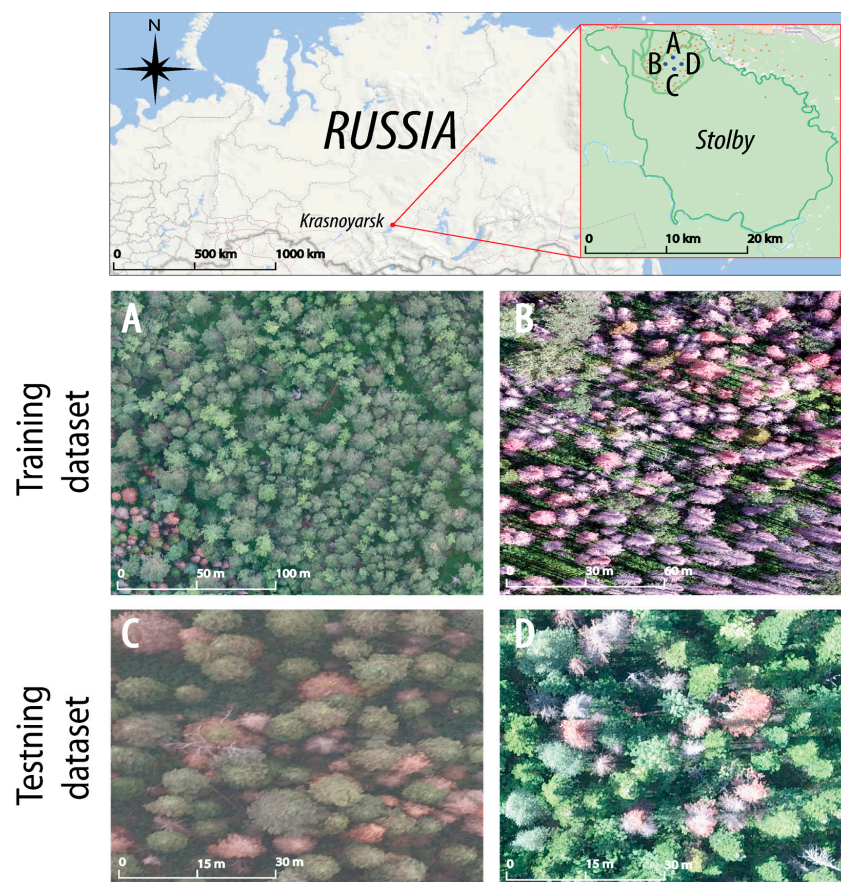 N
RUSSIA
Krasnoyarsk
0 500 km 1000 km
A
B D
C
Stolby
0 10 km 20 km
Training
dataset
A
0 50 m 100 m
B
0 30 m 60 m
Testning
dataset
C
0 15 m 30 m
D
0 15 m 30 m